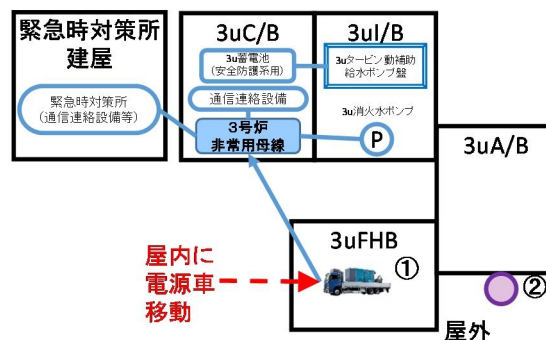 緊急時対策所
建屋
緊急時対策所
(通信連絡設備等)
3uC/B
3u蓄電池
(安全防護系用)
通信連絡設備
3号炉
非常用母線
3uI/B
3uタービン動補助
給水ポンプ盤
3u消火水ポンプ
P
3uA/B
3uFHB
①
屋内に
電源車
移動
②
屋外